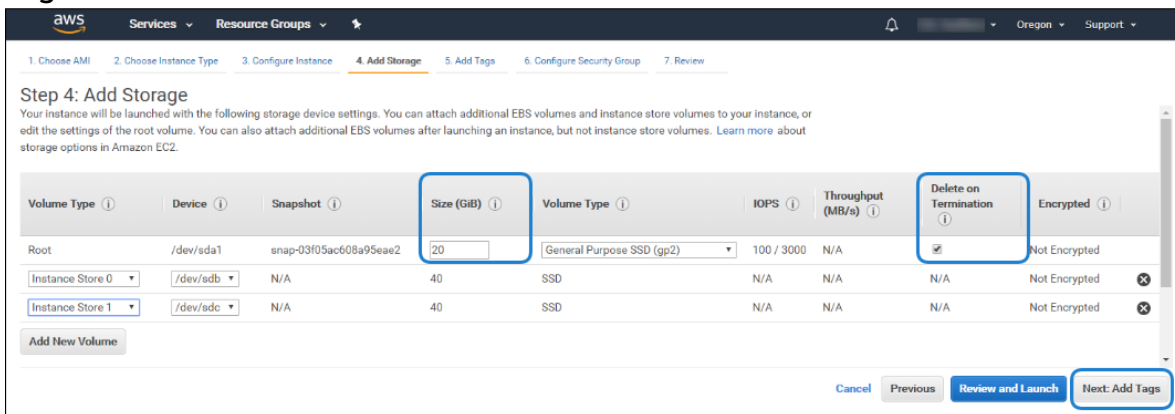 aws Services Resource Groups Oregon Support
1. Choose AMI 2. Choose Instance Type 3. Configure Instance 4. Add Storage 5. Add Tags 6. Configure Security Group 7. Review
Step 4: Add Storage
Your instance will be launched with the following storage device settings. You can attach additional EBS volumes and instance store volumes to your instance, or
edit the settings of the root volume. You can also attach additional EBS volumes after launching an instance, but not instance store volumes. Learn more about
storage options in Amazon EC2.
Volume Type Device Snapshot Size (GiB) Volume Type IOPS Throughput (MB/s) Delete on Termination Encrypted
Root /dev/sda1 snap-03f05ac608a95eae2 20 General Purpose SSD (gp2) 100 / 3000 N/A Not Encrypted
Instance Store 0 /dev/sdb N/A 40 SSD N/A N/A N/A Not Encrypted
Instance Store 1 /dev/sdc N/A 40 SSD N/A N/A N/A Not Encrypted
Add New Volume
Cancel Previous Review and Launch Next: Add Tags